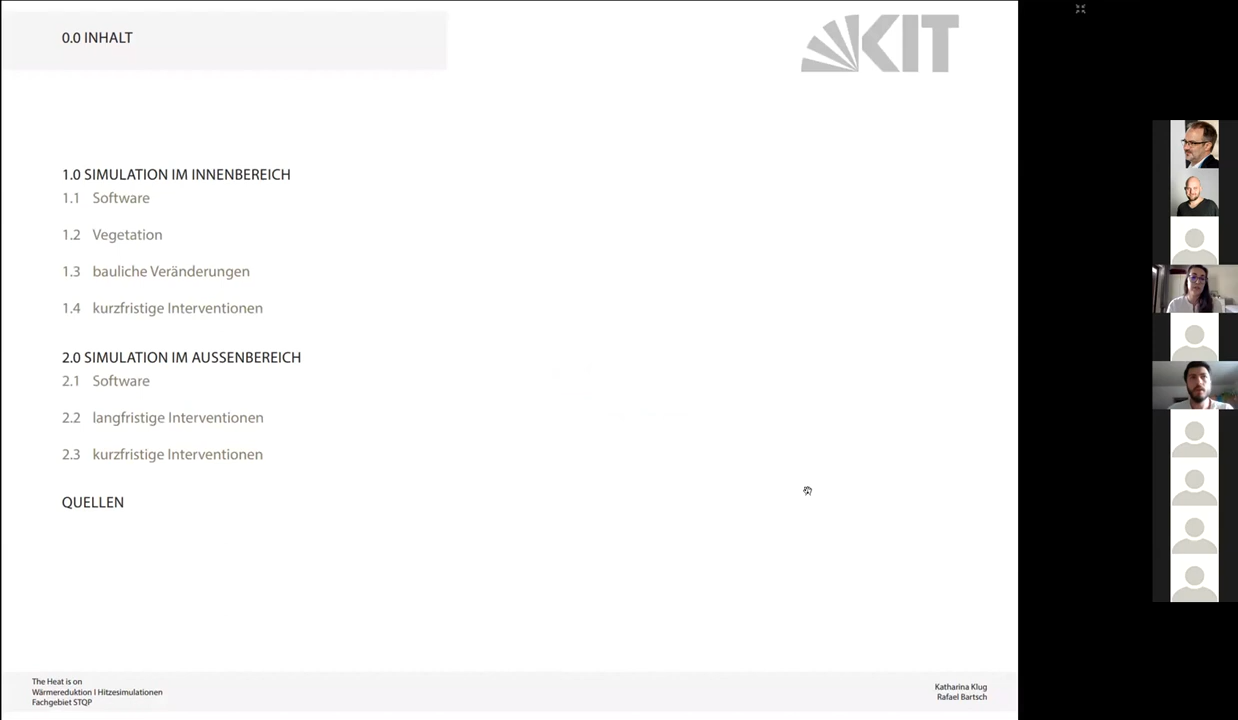 0.0 INHALT
KIT
1.0 SIMULATION IM INNENBEREICH
1.1 Software
1.2 Vegetation
1.3 bauliche Veränderungen
1.4 kurzfristige Interventionen
2.0 SIMULATION IM AUSSENBEREICH
2.1 Software
2.2 langfristige Interventionen
2.3 kurzfristige Interventionen
QUELLEN
The Heat is on
Wärmereduktion I Hitzesimulationen
Fachgebiet STQP
Katharina Klug
Rafael Bartsch